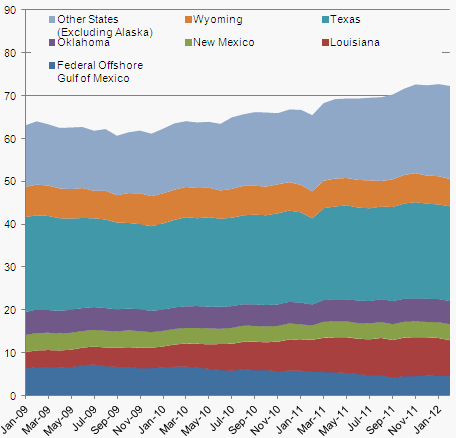 90
80
70
60
50
40
30
20
10
0
Other States
(Excluding Alaska)
Wyoming
Texas
Oklahoma
New Mexico
Louisiana
Federal Offshore
Gulf of Mexico
Jan-09
Mar-09
May-09
Jul-09
Sep-09
Nov-09
Jan-10
Mar-10
May-10
Jul-10
Sep-10
Nov-10
Jan-11
Mar-11
May-11
Jul-11
Sep-11
Nov-11
Jan-12